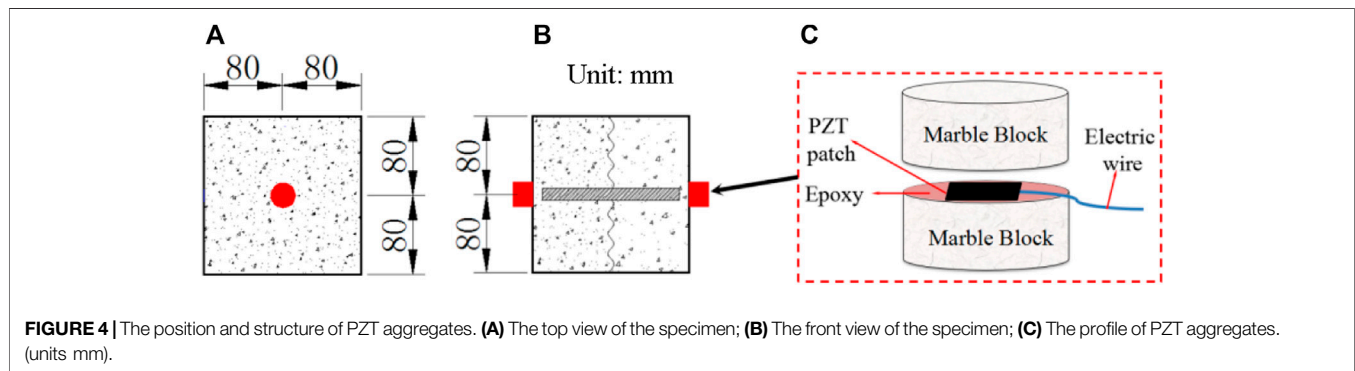 A
80
80
80
80
B
Unit: mm
80
80
C
Marble Block
PZT
patch
Electric
wire
Epoxy
Marble Block
FIGURE 4 | The position and structure of PZT aggregates. (A) The top view of the specimen; (B) The front view of the specimen; (C) The profile of PZT aggregates.
(units mm).